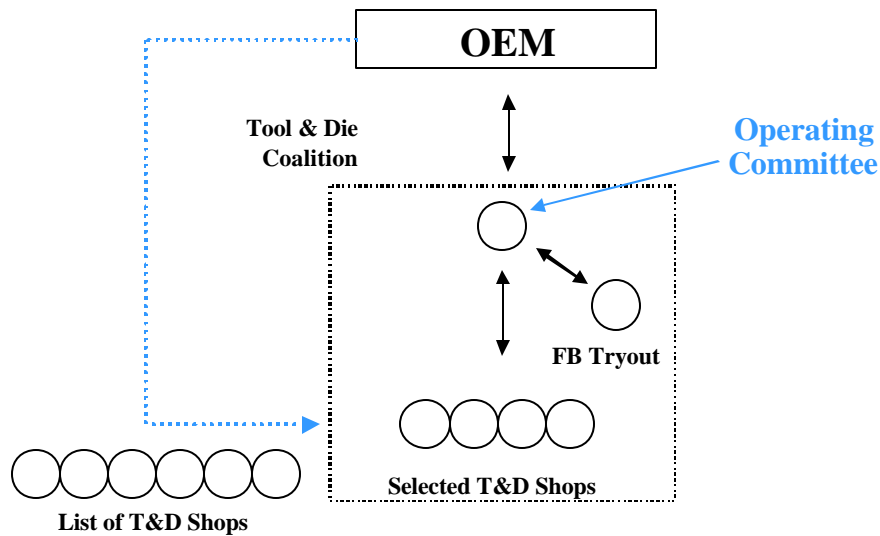 OEM
Tool & Die
Coalition
Operating
Committee
FB Tryout
Selected T&D Shops
List of T&D Shops